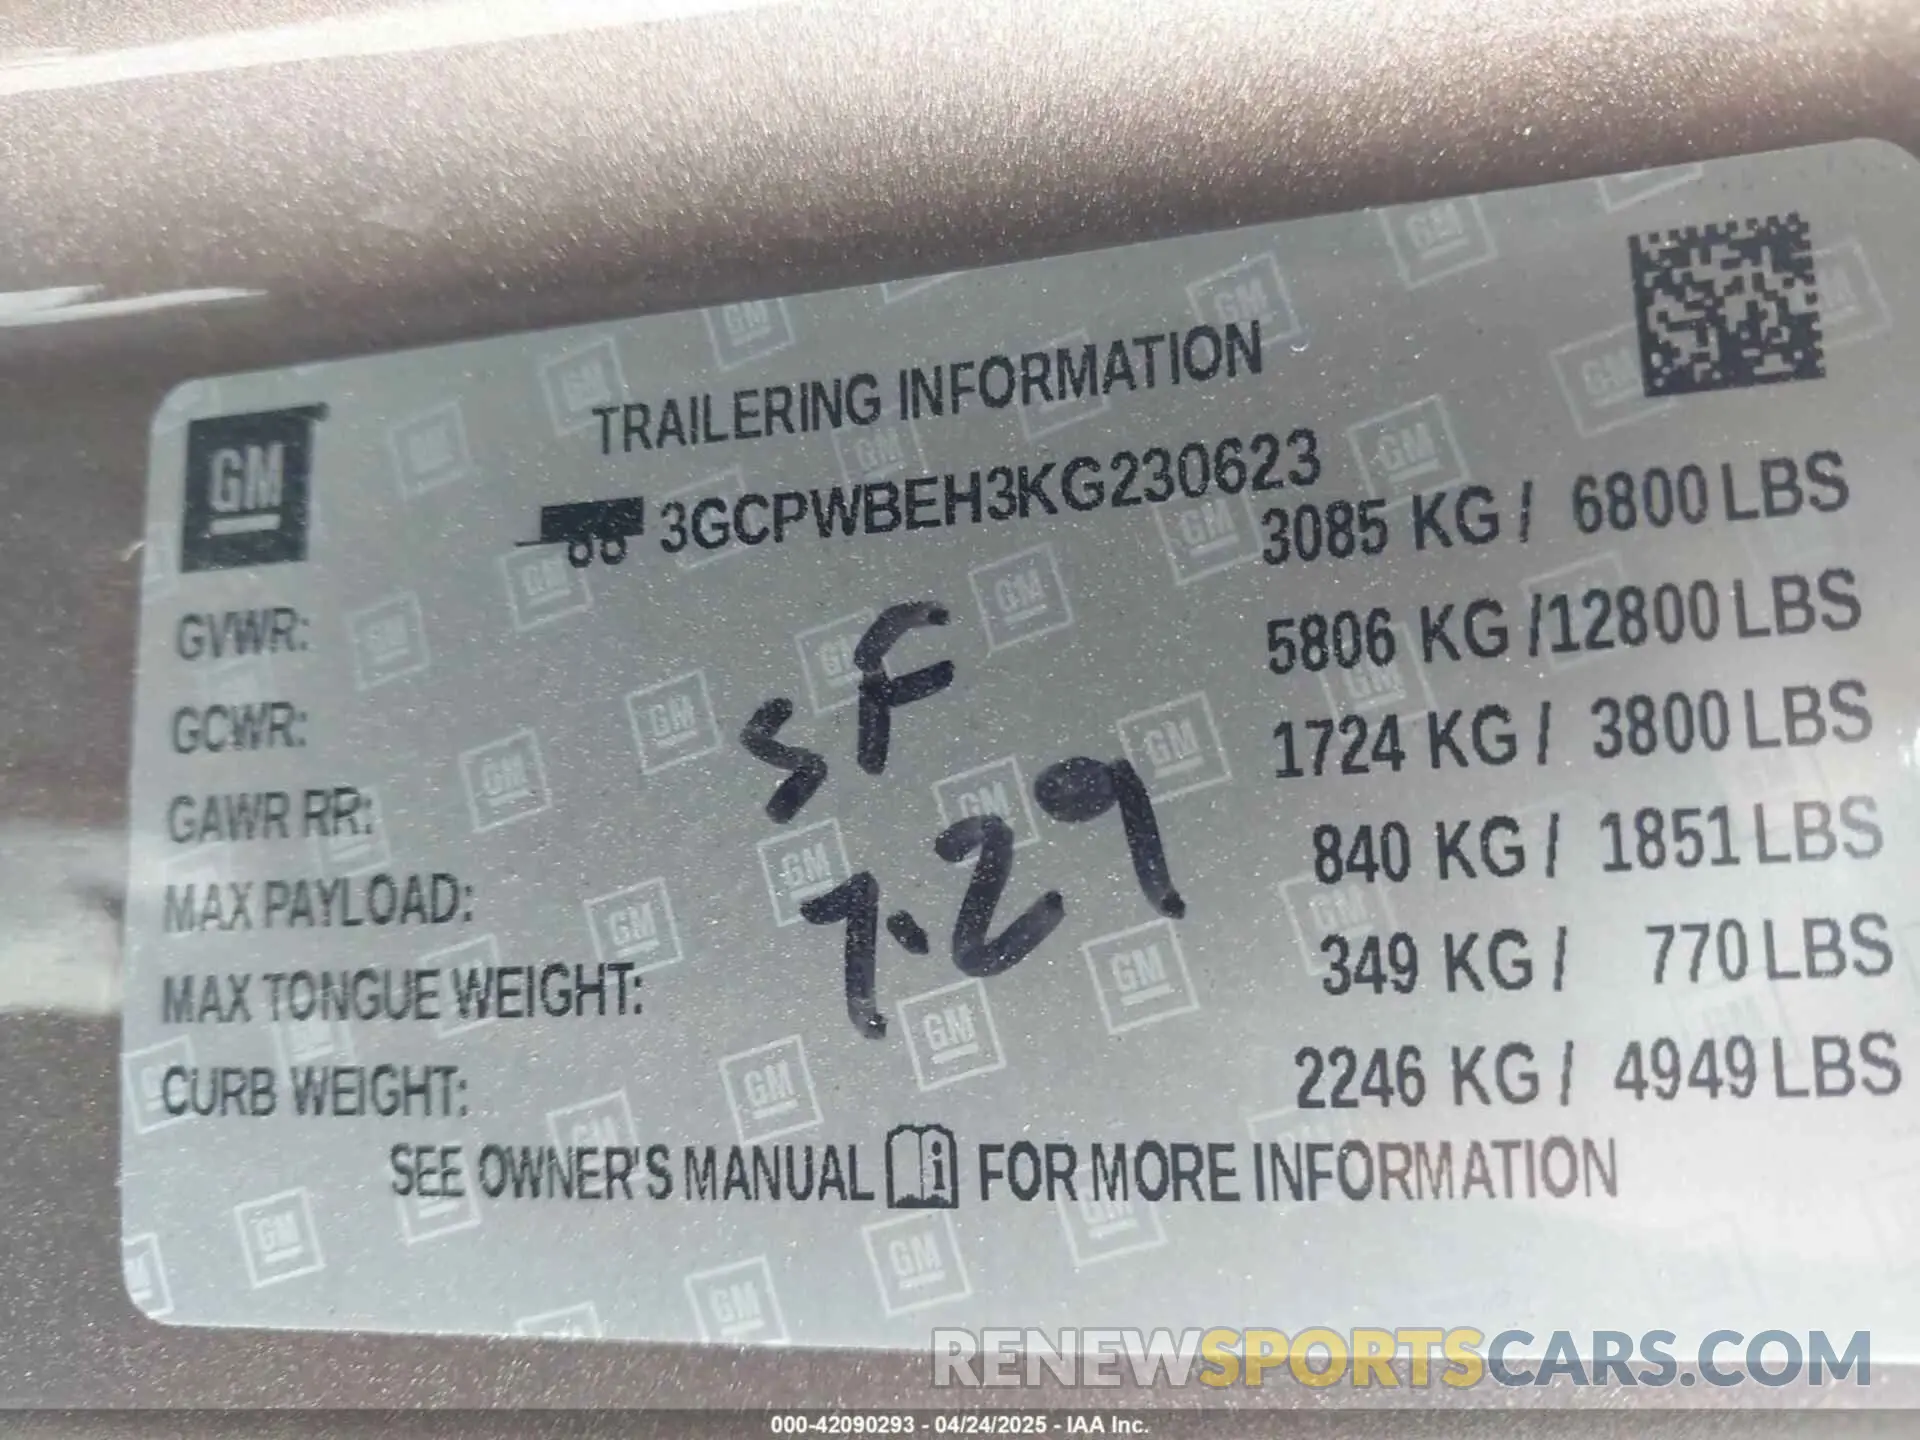 GM
TRAILERING INFORMATION
3GCPWBEH3KG230623
GVWR: 3085 KG / 6800 LBS
GCWR: 5806 KG /12800 LBS
GAWR RR: 1724 KG / 3800 LBS
MAX PAYLOAD: 840 KG / 1851 LBS
MAX TONGUE WEIGHT: 349 KG / 770 LBS
CURB WEIGHT: 2246 KG / 4949 LBS
SF
7.29
SEE OWNER'S MANUAL i FOR MORE INFORMATION
RENEWSPORTSCARS.COM
000-42090293 - 04/24/2025 - IAA Inc.